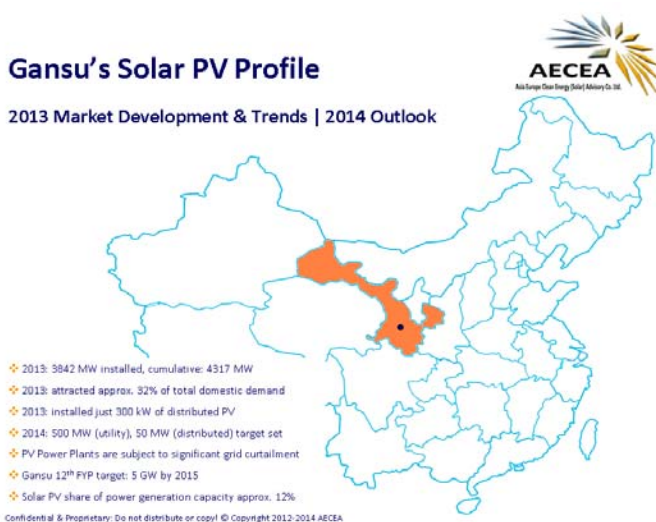 Gansu's Solar PV Profile
AECEA
Asia Europe Clean Energy (Solar) Advisory Co. Ltd.
2013 Market Development & Trends | 2014 Outlook
❖ 2013: 3842 MW installed, cumulative: 4317 MW
❖ 2013: attracted approx. 32% of total domestic demand
❖ 2013: installed just 300 kW of distributed PV
❖ 2014: 500 MW (utility), 50 MW (distributed) target set
❖ PV Power Plants are subject to significant grid curtailment
❖ Gansu 12th FYP target: 5 GW by 2015
❖ Solar PV share of power generation capacity approx. 12%
Confidential & Proprietary: Do not distribute or copy! © Copyright 2012-2014 AECEA